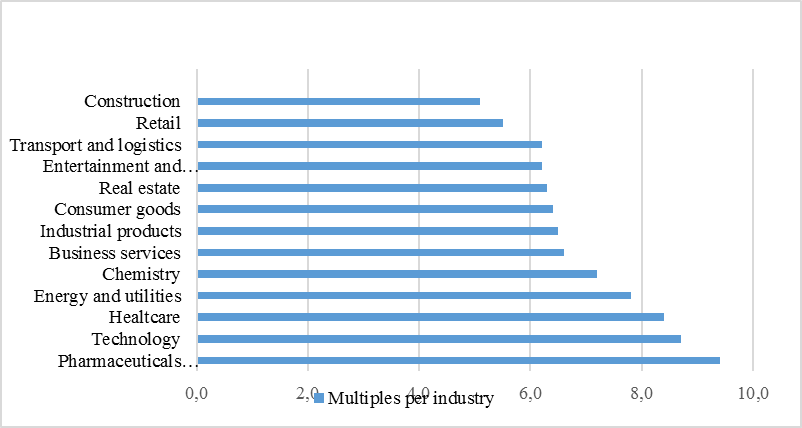 Construction
Retail
Transport and logistics
Entertainment and…
Real estate
Consumer goods
Industrial products
Business services
Chemistry
Energy and utilities
Healtcare
Technology
Pharmaceuticals…
0,0 2,0 4,0 6,0 8,0 10,0
Multiples per industry